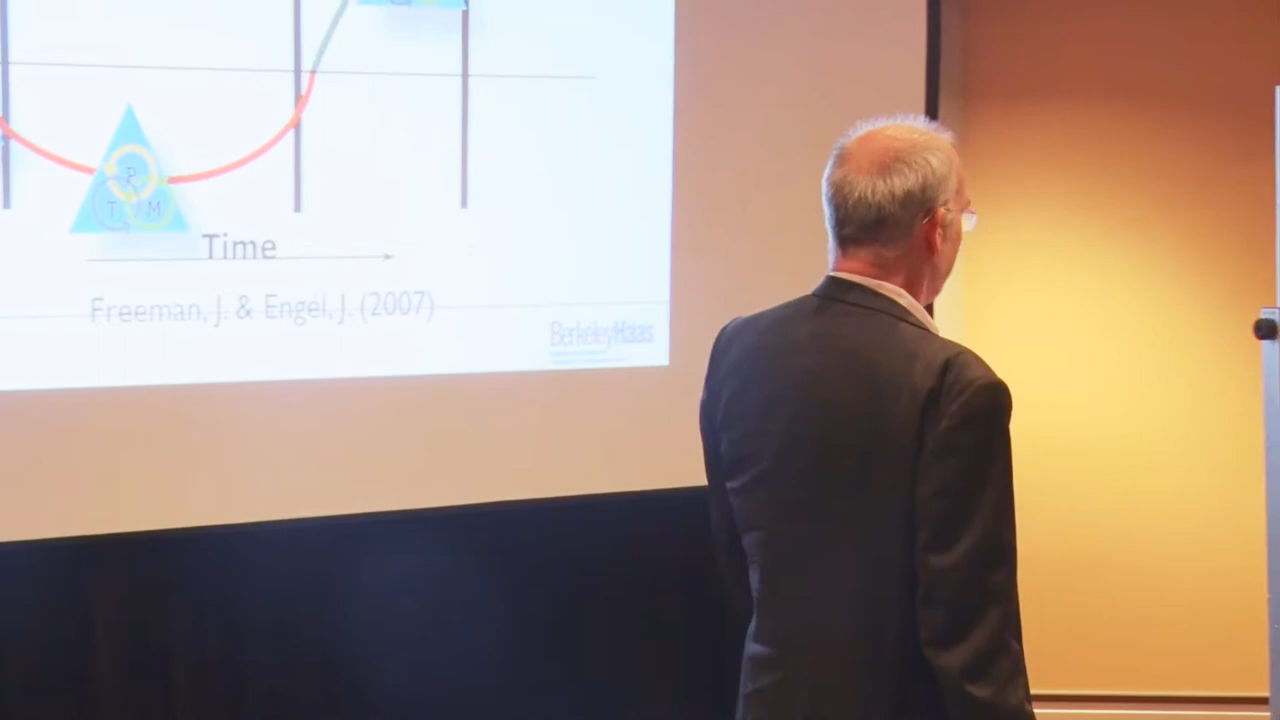 R
T M
Time
Freeman, J. & Engel, J. (2007)
BerkeleyHaas